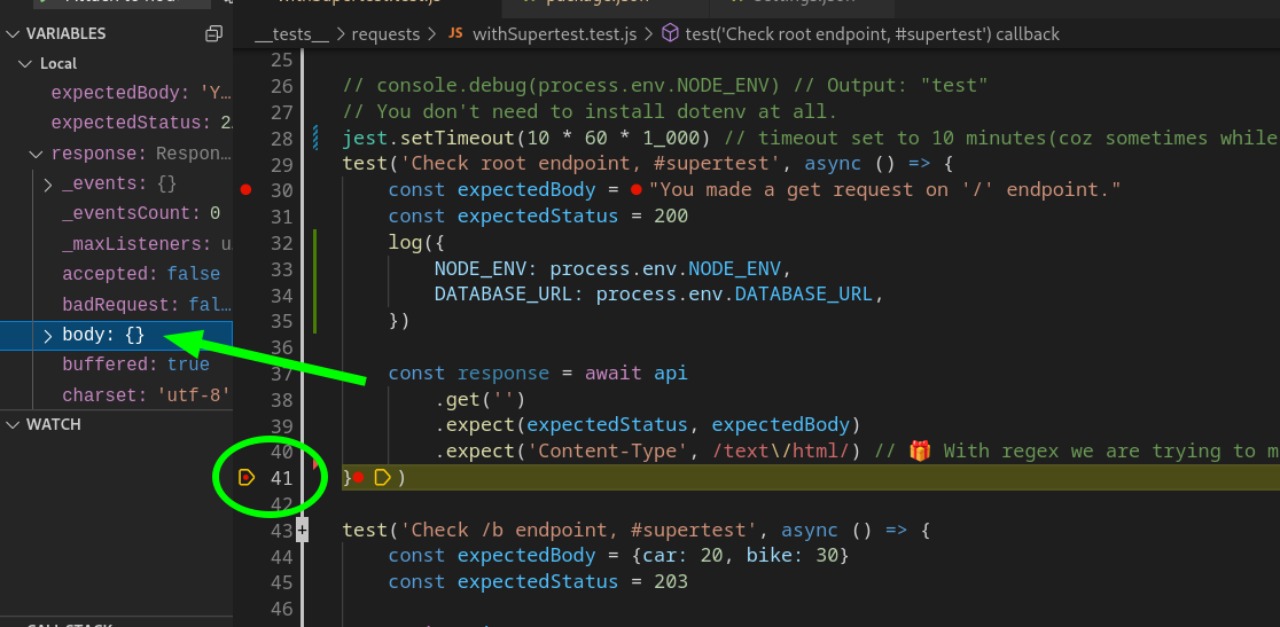 VARIABLES
Local
expectedBody: 'Y…
expectedStatus: 2
response: Respon…
_events: {}
_eventsCount: 0
_maxListeners: u
accepted: false
badRequest: fal…
body: {}
buffered: true
charset: 'utf-8'
WATCH
__tests__ > requests > JS withSupertest.test.js > test('Check root endpoint, #supertest') callback
25
26 // console.debug(process.env.NODE_ENV) // Output: "test"
27 // You don't need to install dotenv at all.
28 jest.setTimeout(10 * 60 * 1_000) // timeout set to 10 minutes(coz sometimes while
29 test('Check root endpoint, #supertest', async () => {
30 const expectedBody = "You made a get request on '/' endpoint."
31 const expectedStatus = 200
32 log({
33 NODE_ENV: process.env.NODE_ENV,
34 DATABASE_URL: process.env.DATABASE_URL,
35 })
36
37 const response = await api
38 .get('')
39 .expect(expectedStatus, expectedBody)
40 .expect('Content-Type', /text\/html/) // 🎁 With regex we are trying to m
41 })
42
43 test('Check /b endpoint, #supertest', async () => {
44 const expectedBody = {car: 20, bike: 30}
45 const expectedStatus = 203
46